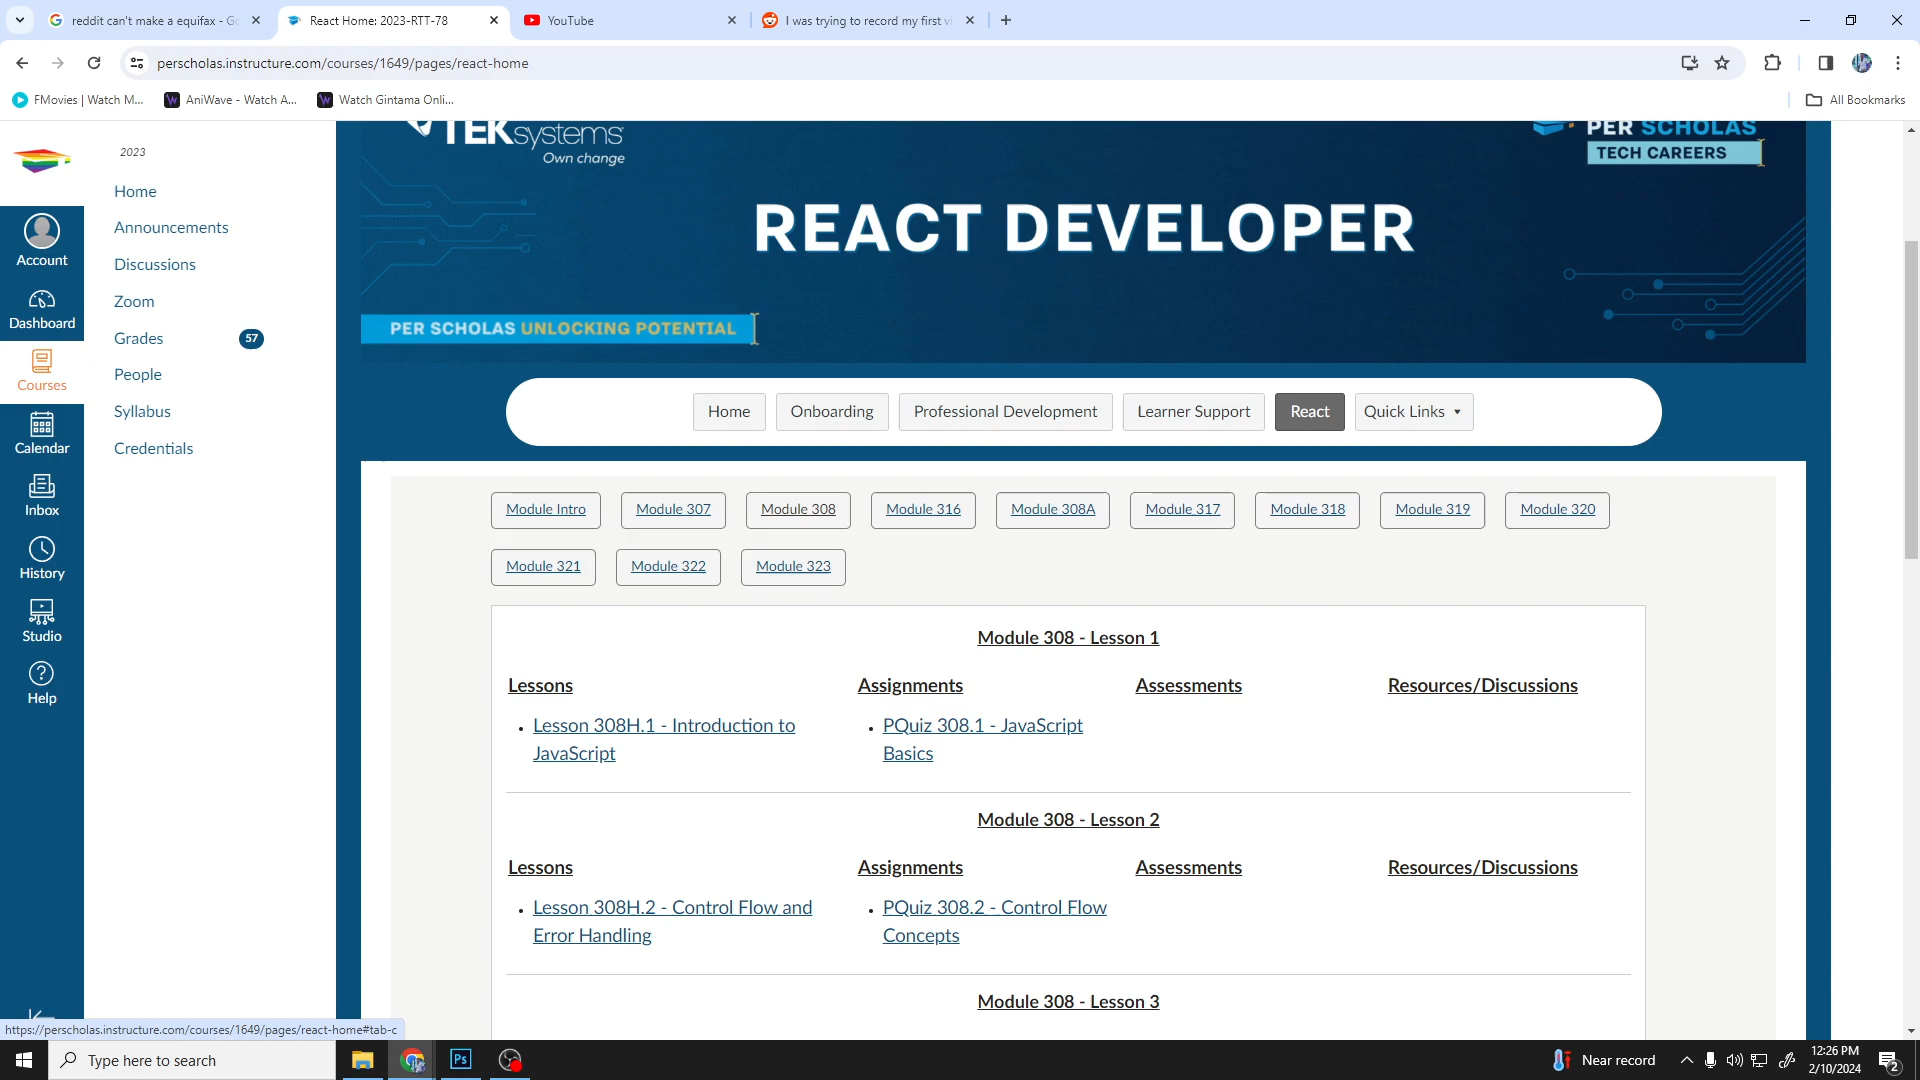 reddit can't make a equifax - Go
React Home: 2023-RTT-78
YouTube
I was trying to record my first vi
perscholas.instructure.com/courses/1649/pages/react-home
FMovies | Watch M...
AniWave - Watch A...
Watch Gintama Onli...
All Bookmarks
2023
Home
Announcements
Discussions
Zoom
Grades
57
People
Syllabus
Credentials
Account
Dashboard
Courses
Calendar
Inbox
History
Studio
Help
TEKsystems
Own change
PER SCHOLAS
TECH CAREERS
REACT DEVELOPER
PER SCHOLAS UNLOCKING POTENTIAL
Home
Onboarding
Professional Development
Learner Support
React
Quick Links
Module Intro
Module 307
Module 308
Module 316
Module 308A
Module 317
Module 318
Module 319
Module 320
Module 321
Module 322
Module 323
Module 308 - Lesson 1
Lessons
Assignments
Assessments
Resources/Discussions
Lesson 308H.1 - Introduction to
JavaScript
PQuiz 308.1 - JavaScript
Basics
Module 308 - Lesson 2
Lessons
Assignments
Assessments
Resources/Discussions
Lesson 308H.2 - Control Flow and
Error Handling
PQuiz 308.2 - Control Flow
Concepts
Module 308 - Lesson 3
https://perscholas.instructure.com/courses/1649/pages/react-home#tab-c
Type here to search
Ps
Near record
12:26 PM
2/10/2024
2